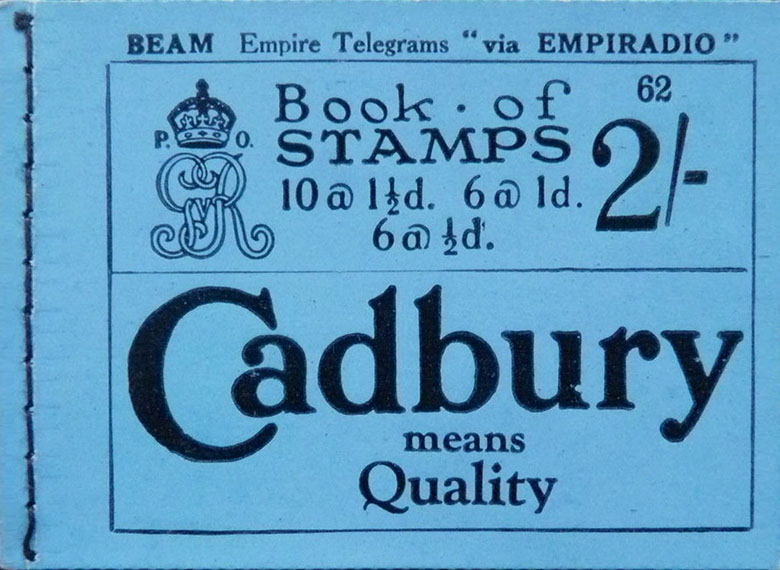 BEAM Empire Telegrams "via EMPIRADIO"
62
Book · of
P. O.
STAMPS
2/-
10 @ 1½d. 6 @ 1d.
6 @ ½d.
GRV
Cadbury
means
Quality